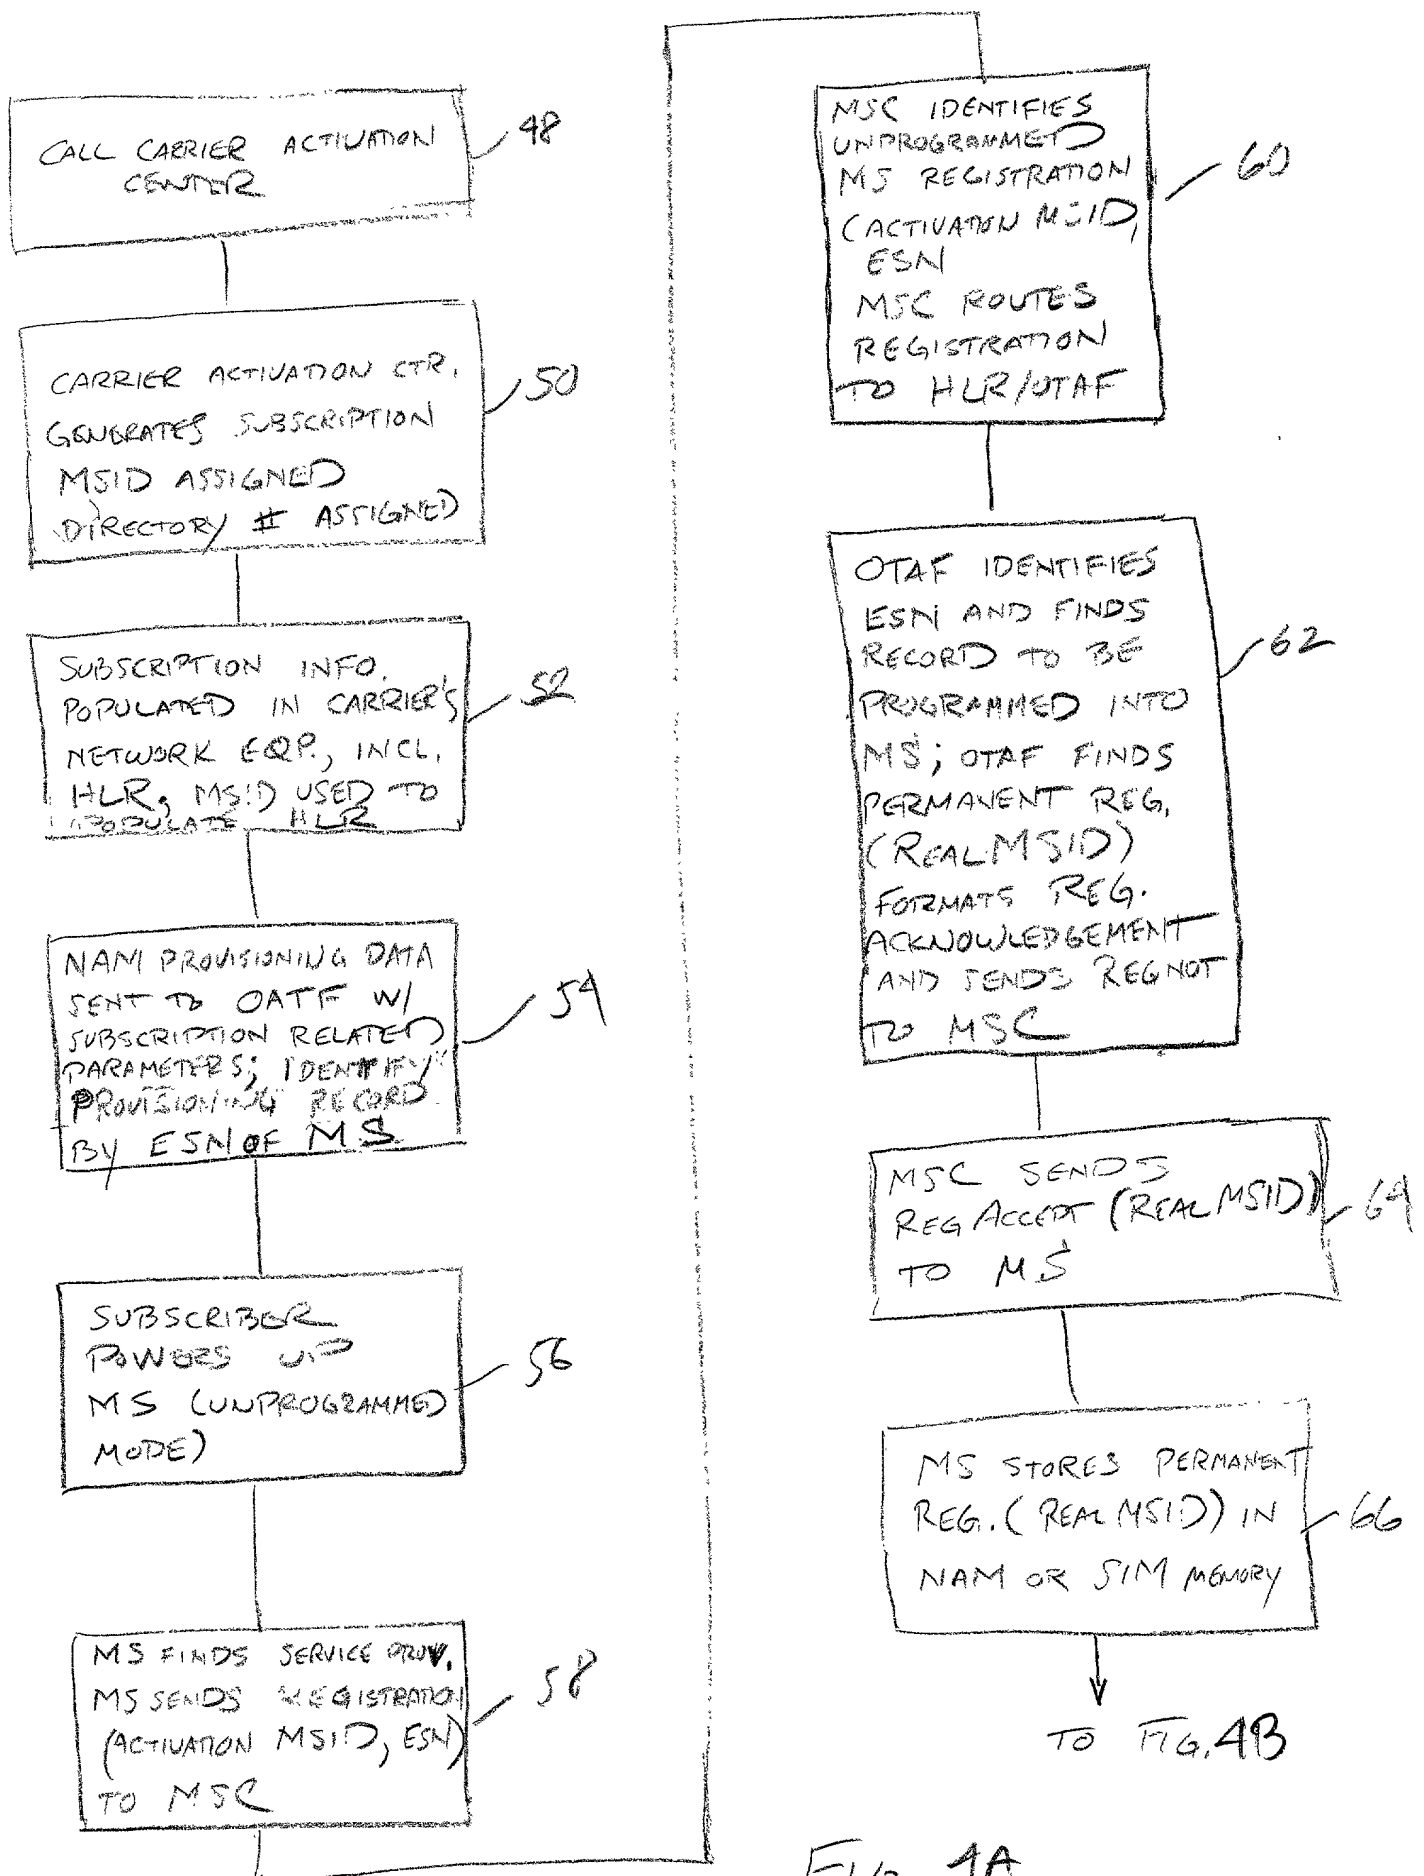 CALL CARRIER ACTIVATION
CENTER
48
CARRIER ACTIVATION CTR.
GENERATES SUBSCRIPTION
MSID ASSIGNED
DIRECTORY # ASSIGNED
50
SUBSCRIPTION INFO.
POPULATED IN CARRIER'S
NETWORK EQP., INCL.
HLR, MSID USED TO
POPULATE HLR
52
NAM PROVISIONING DATA
SENT TO OATF W/
SUBSCRIPTION RELATED
PARAMETERS; IDENTIFY
PROVISIONING RECORD
BY ESN OF MS
54
SUBSCRIBER
POWERS UP
MS (UNPROGRAMMED
MODE)
56
MS FINDS SERVICE PROV.
MS SENDS REGISTRATION
(ACTIVATION MSID, ESN)
TO MSC
58
MSC IDENTIFIES
UNPROGRAMMED
MS REGISTRATION
(ACTIVATION MSID,
ESN
MSC ROUTES
REGISTRATION
TO HLR/OTAF
60
OTAF IDENTIFIES
ESN AND FINDS
RECORD TO BE
PROGRAMMED INTO
MS; OTAF FINDS
PERMANENT REG.
(REAL MSID)
FORMATS REG.
ACKNOWLEDGEMENT
AND SENDS REGNOT
TO MSC
62
MSC SENDS
REG ACCEPT (REAL MSID)
TO MS
64
MS STORES PERMANENT
REG. (REAL MSID) IN
NAM OR SIM MEMORY
66
TO FIG. 4B
FIG. 4A